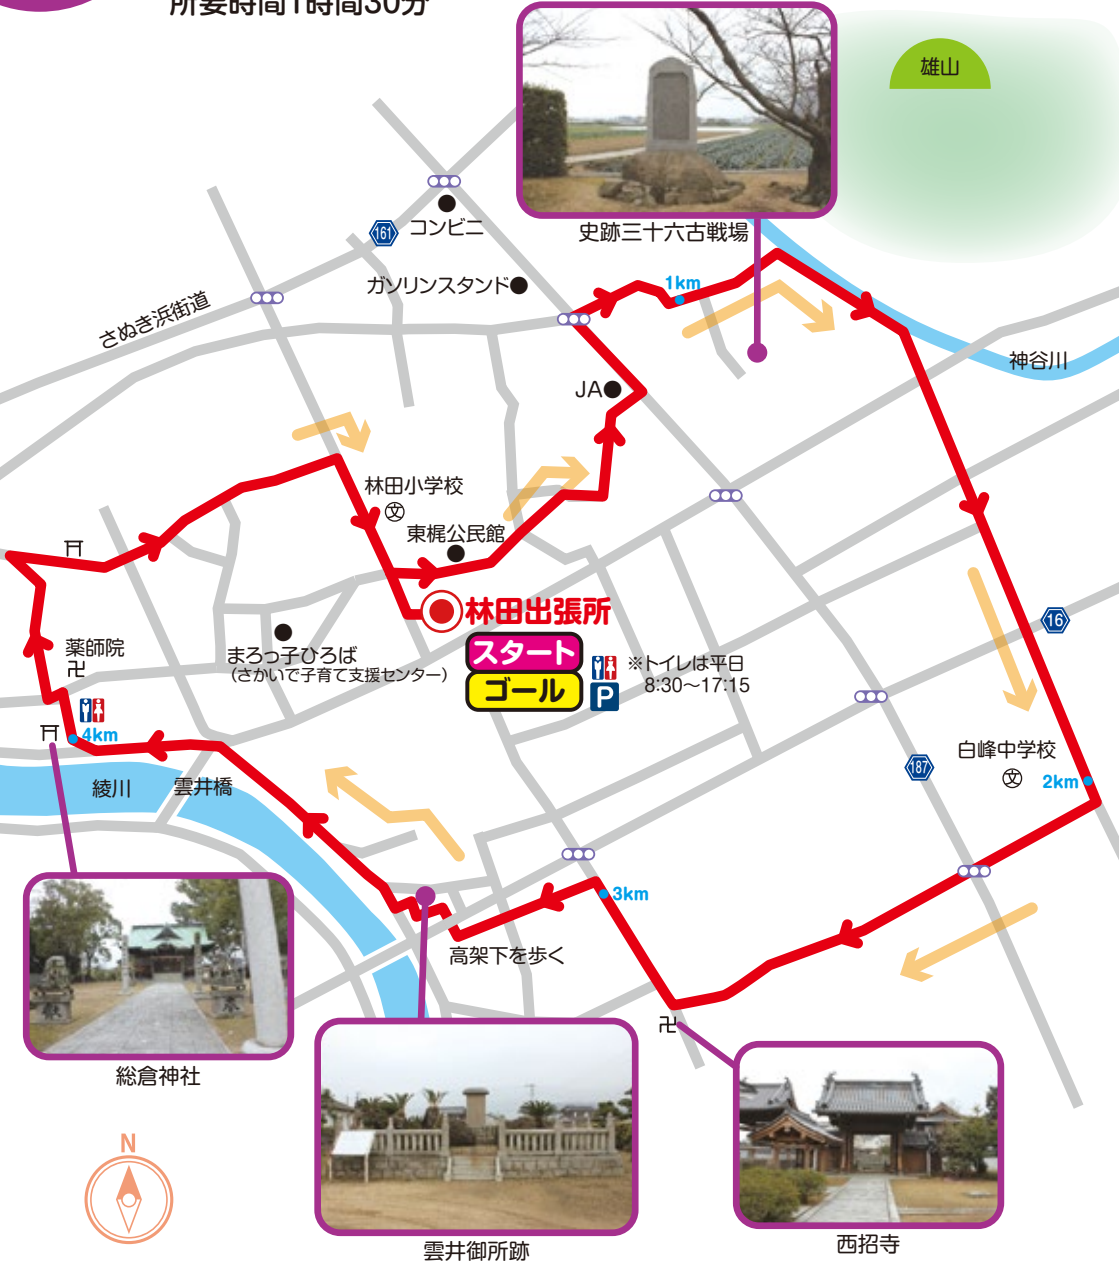 所要時間1時間30分
雄山
史跡三十六古戦場
161
コンビニ
ガソリンスタンド
さぬき浜街道
1km
神谷川
JA
林田小学校
文
東梶公民館
林田出張所
スタート
ゴール
P
※トイレは平日
8:30〜17:15
まろっ子ひろば
(さかいで子育て支援センター)
薬師院
4km
綾川
雲井橋
16
187
白峰中学校
文
2km
3km
高架下を歩く
総倉神社
雲井御所跡
西招寺
N